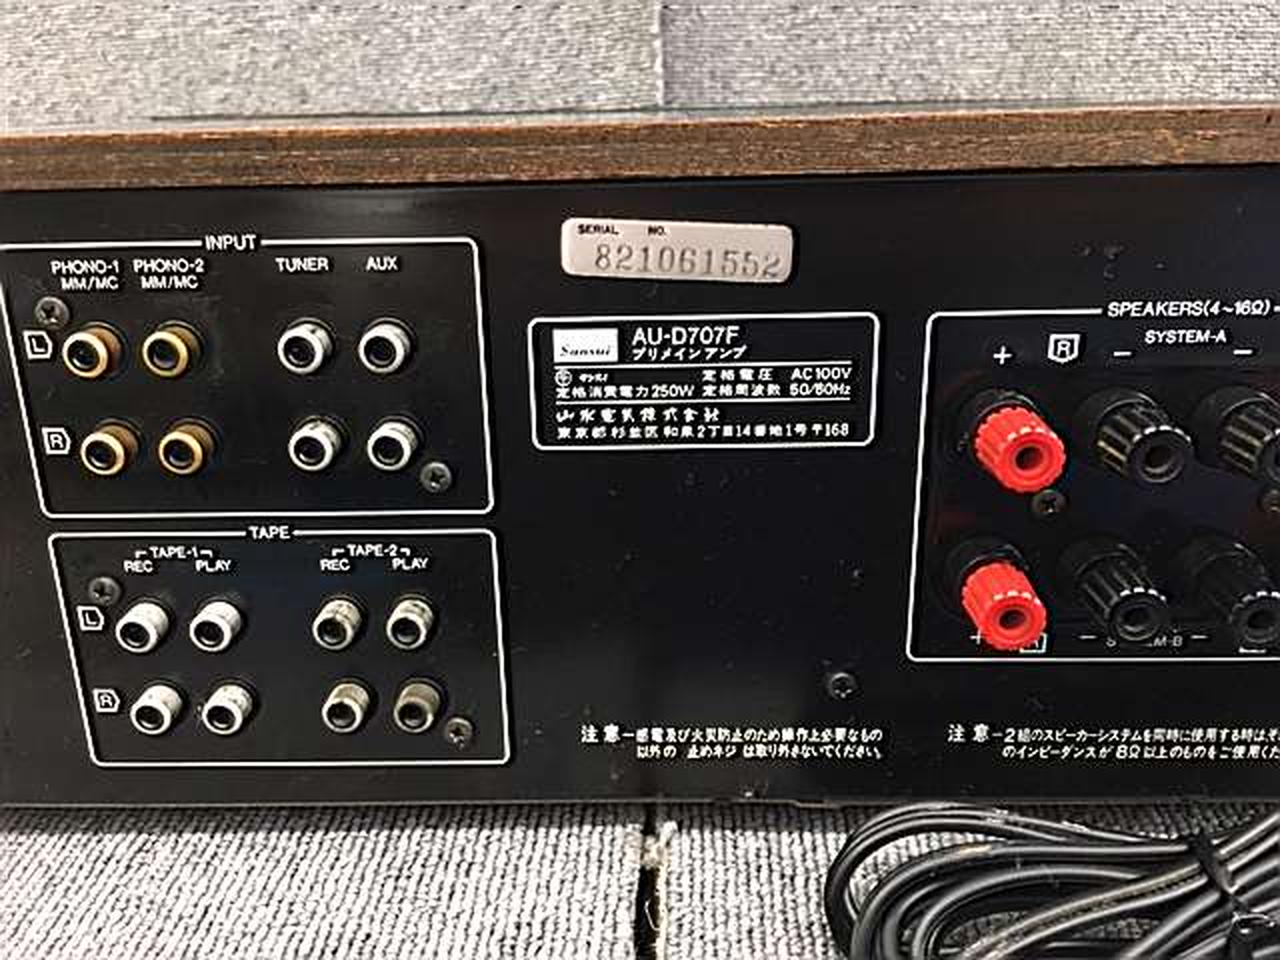 INPUT
PHONO-1 PHONO-2 TUNER AUX
MM/MC MM/MC
L
R
TAPE
TAPE-1 TAPE-2
REC PLAY REC PLAY
L
R
SERIAL NO.
821061552
Sansui AU-D707F
プリメインアンプ
サンスイ 定格電圧 AC100V
定格消費電力250W 定格周波数 50/60Hz
山水電気株式会社
東京都杉並区和泉2丁目14番地1号〒168
SPEAKERS(4~16Ω)
SYSTEM-A
+ R − −
+ R − −
注意−感電及び火災防止のため操作上必要なもの
以外の 止めネジ は取り外さないでください。
注意−2組のスピーカーシステムを同時に使用する時は
のインピーダンスが 8Ω以上のものをご使用くだ